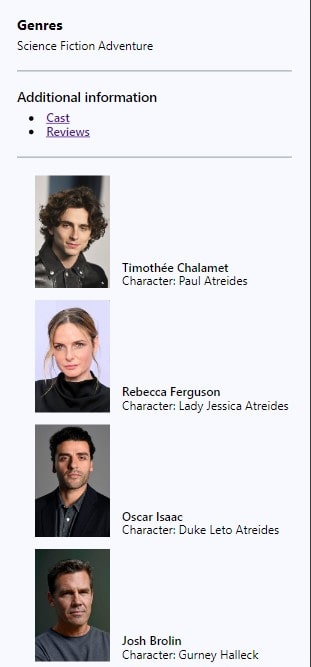 Genres
Science Fiction Adventure
Additional information
Cast
Reviews
Timothée Chalamet
Character: Paul Atreides
Rebecca Ferguson
Character: Lady Jessica Atreides
Oscar Isaac
Character: Duke Leto Atreides
Josh Brolin
Character: Gurney Halleck